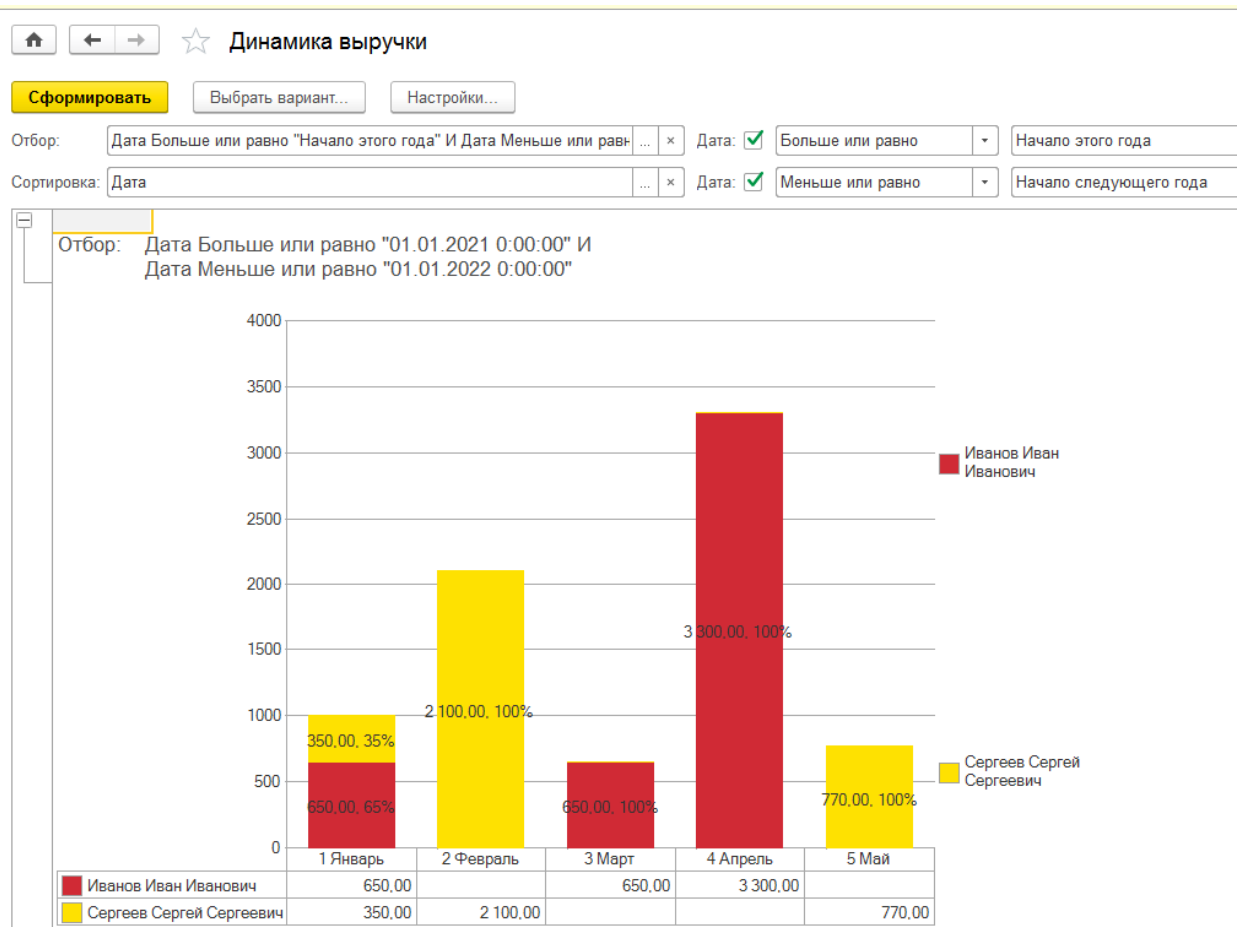 Динамика выручки
Сформировать Выбрать вариант... Настройки...
Отбор: Дата Больше или равно "Начало этого года" И Дата Меньше или равн ... × Дата: Больше или равно Начало этого года
Сортировка: Дата ... × Дата: Меньше или равно Начало следующего года
Отбор: Дата Больше или равно "01.01.2021 0:00:00" И
Дата Меньше или равно "01.01.2022 0:00:00"
4000
3500
3000
2500
2000
1500
1000
500
0
350,00, 35%
650,00, 65%
2 100,00, 100%
650,00, 100%
3 300,00, 100%
770,00, 100%
Иванов Иван
Иванович
Сергеев Сергей
Сергеевич
1 Январь 2 Февраль 3 Март 4 Апрель 5 Май
Иванов Иван Иванович 650,00 650,00 3 300,00
Сергеев Сергей Сергеевич 350,00 2 100,00 770,00